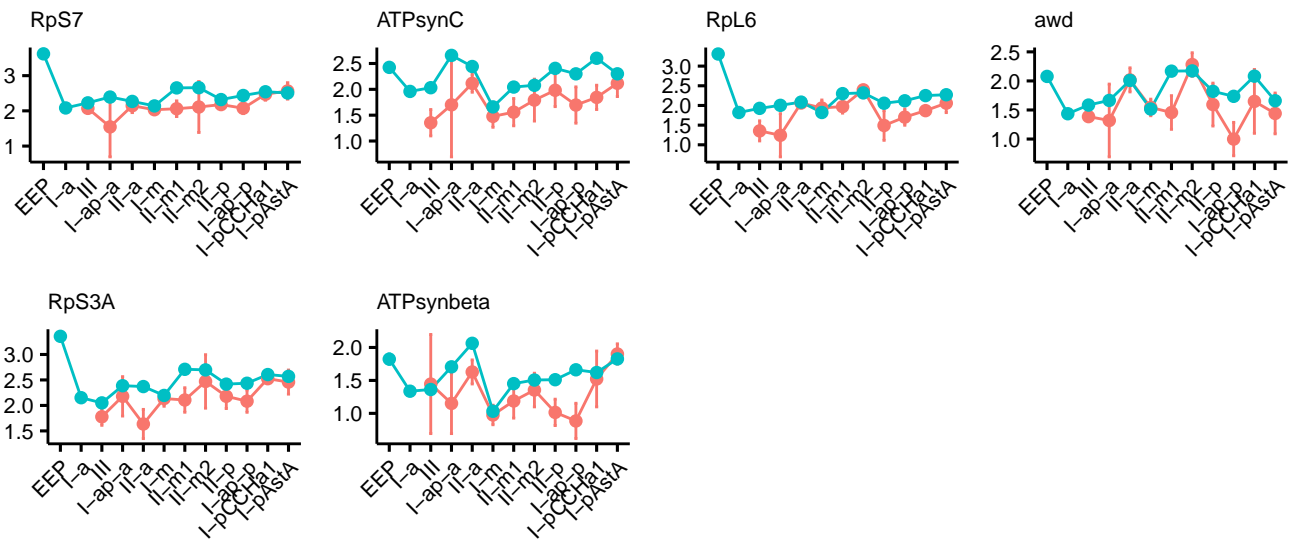 RpS7
3
2
1
EEP
I–a
III
I–ap–a
II–a
I–m
II–m1
II–m2
II–p
I–ap–p
I–pCCHa1
I–pAstA
ATPsynC
2.5
2.0
1.5
1.0
EEP
I–a
III
I–ap–a
II–a
I–m
II–m1
II–m2
II–p
I–ap–p
I–pCCHa1
I–pAstA
RpL6
3.0
2.5
2.0
1.5
1.0
EEP
I–a
III
I–ap–a
II–a
I–m
II–m1
II–m2
II–p
I–ap–p
I–pCCHa1
I–pAstA
awd
2.5
2.0
1.5
1.0
EEP
I–a
III
I–ap–a
II–a
I–m
II–m1
II–m2
II–p
I–ap–p
I–pCCHa1
I–pAstA
RpS3A
3.0
2.5
2.0
1.5
EEP
I–a
III
I–ap–a
II–a
I–m
II–m1
II–m2
II–p
I–ap–p
I–pCCHa1
I–pAstA
ATPsynbeta
2.0
1.5
1.0
EEP
I–a
III
I–ap–a
II–a
I–m
II–m1
II–m2
II–p
I–ap–p
I–pCCHa1
I–pAstA